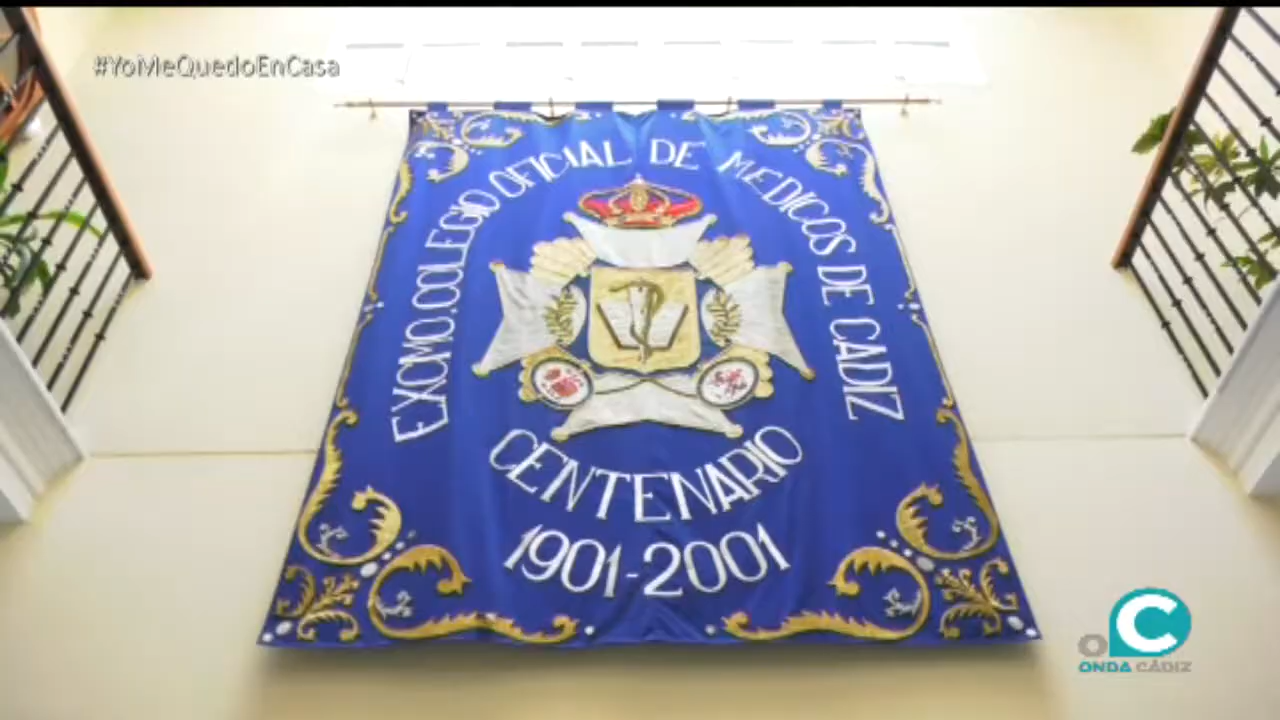 #YoMeQuedoEnCasa
EXCMO. COLEGIO OFICIAL DE MEDICOS DE CADIZ
CENTENARIO
1901-2001
O C
ONDA CÁDIZ